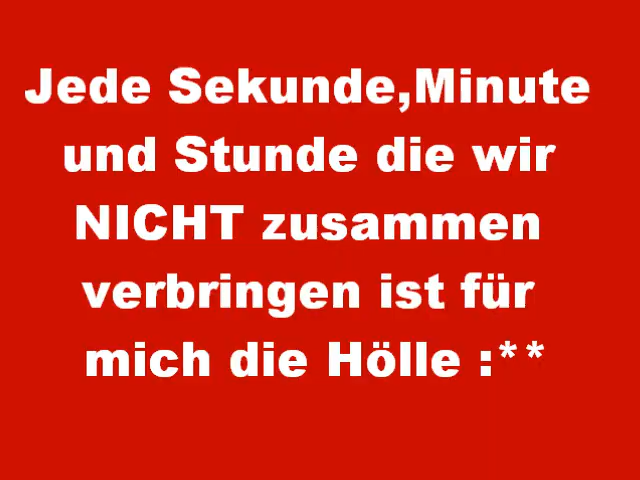 Jede Sekunde,Minute
und Stunde die wir
NICHT zusammen
verbringen ist für
mich die Hölle :**